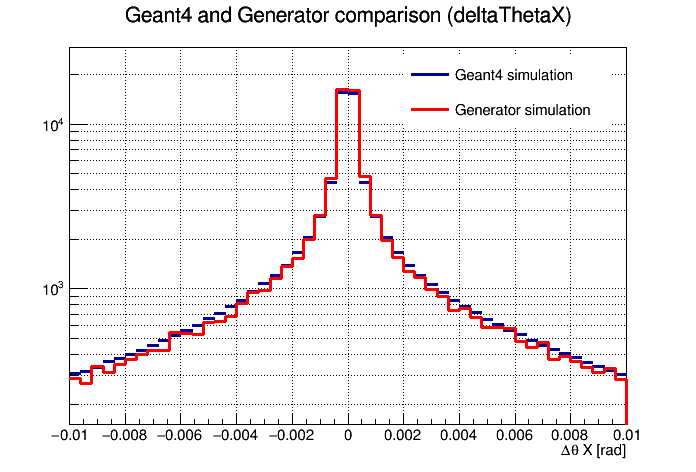 Geant4 and Generator comparison (deltaThetaX)
Geant4 simulation
Generator simulation
10⁴
10³
−0.01 −0.008 −0.006 −0.004 −0.002 0 0.002 0.004 0.006 0.008 0.01
Δθ X [rad]